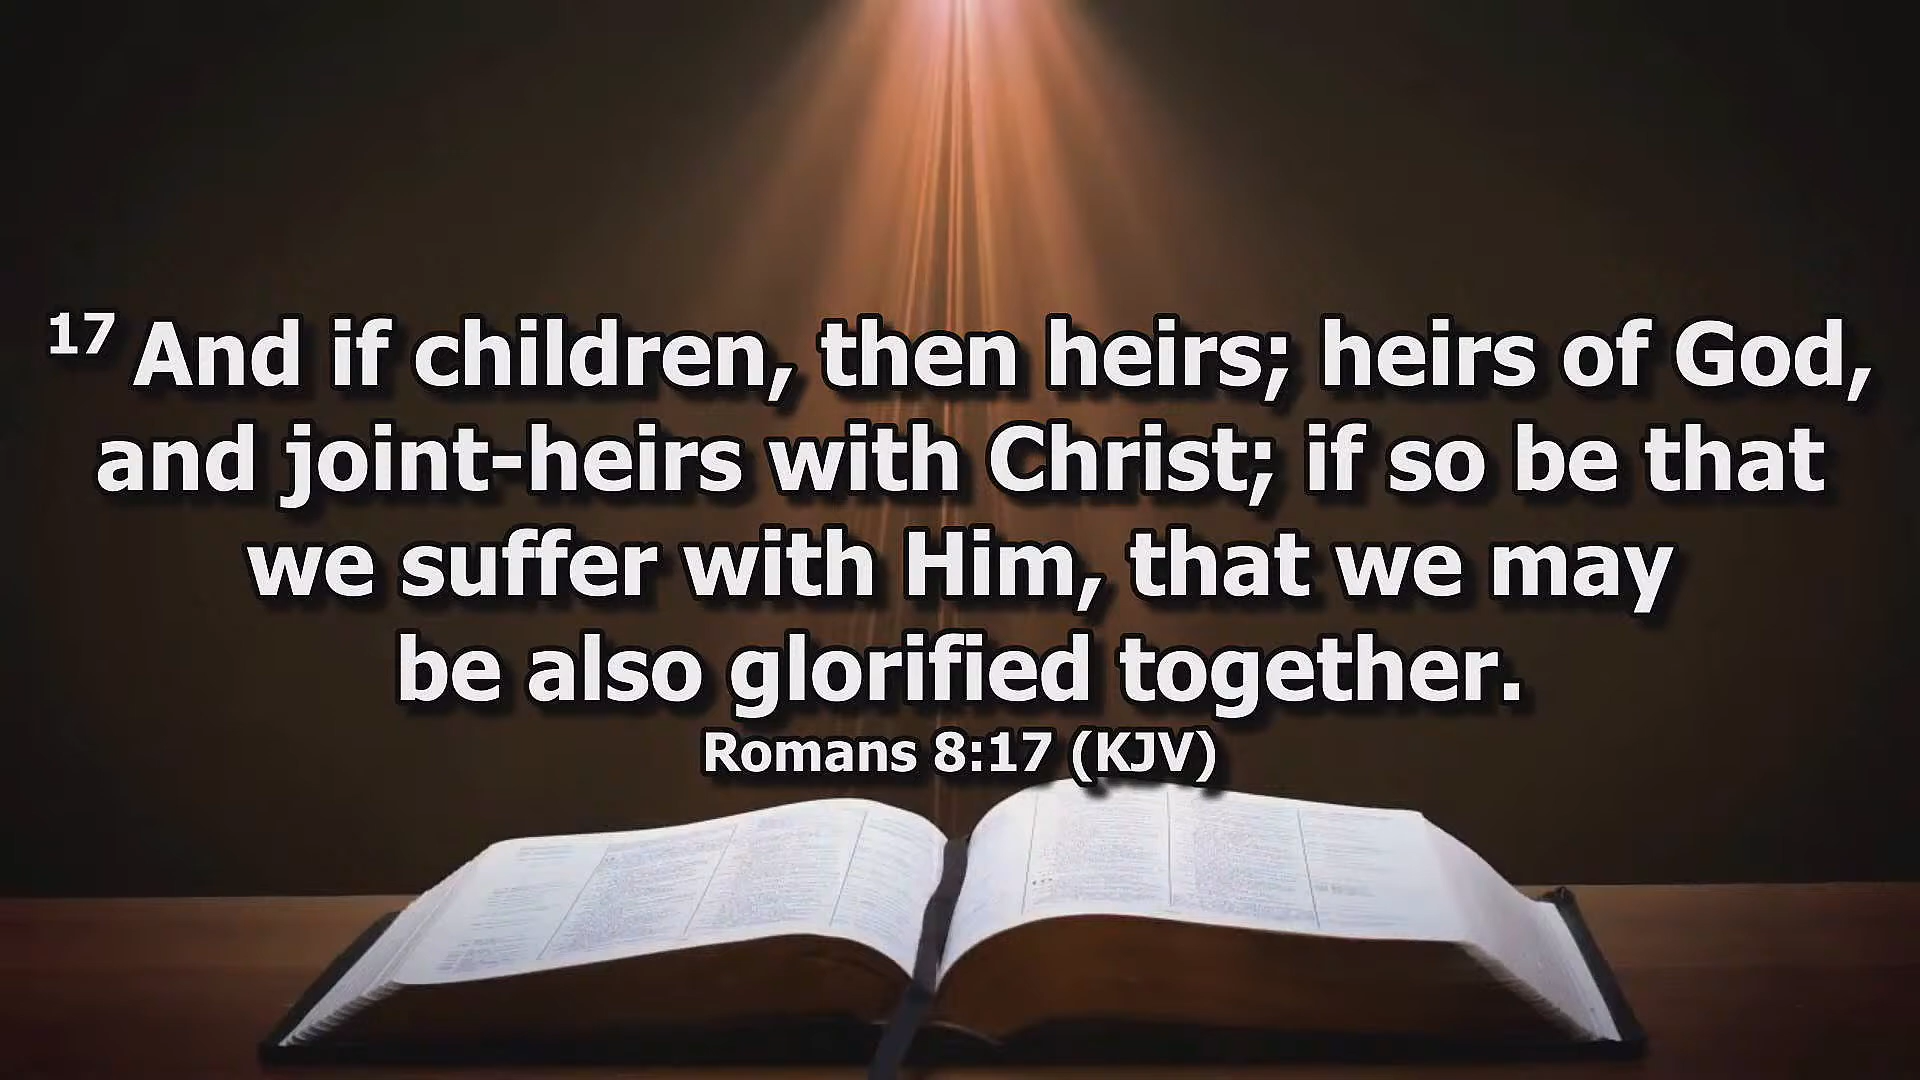 17 And if children, then heirs; heirs of God,
and joint-heirs with Christ; if so be that
we suffer with Him, that we may
be also glorified together.
Romans 8:17 (KJV)